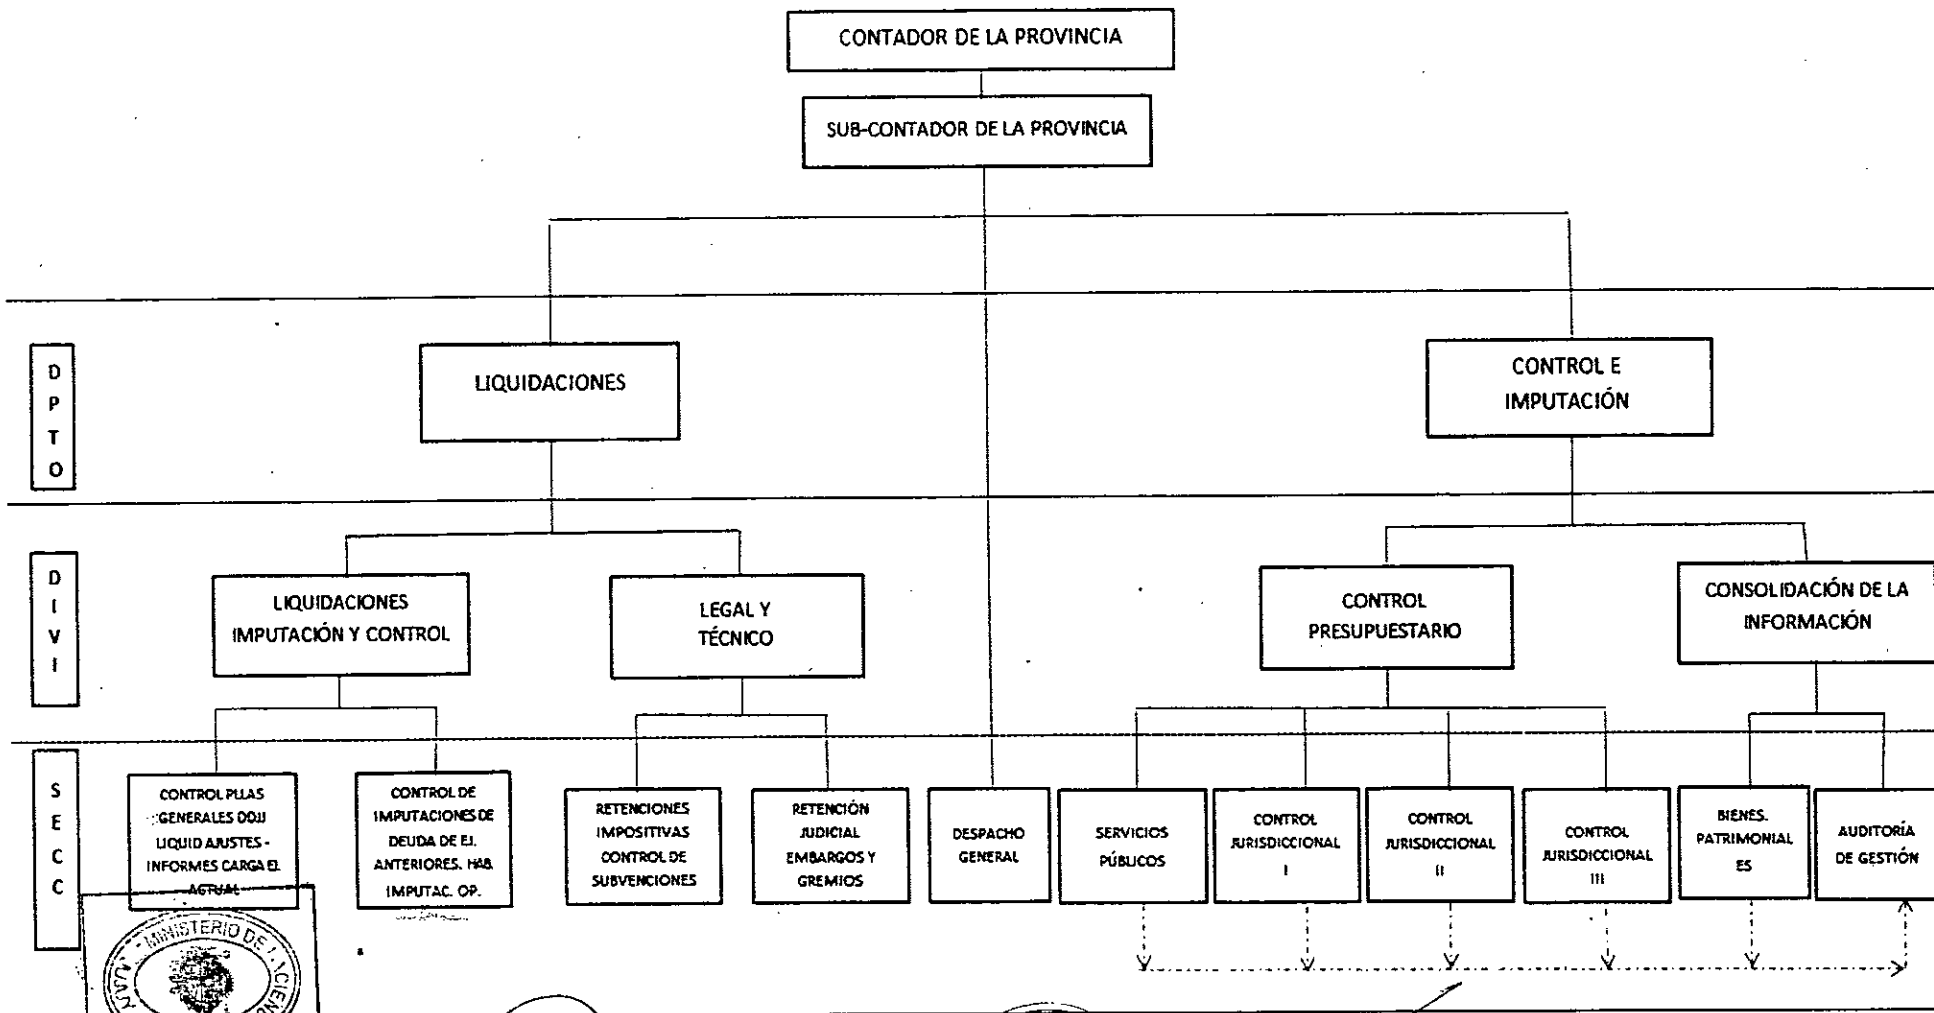 CONTADOR DE LA PROVINCIA
SUB-CONTADOR DE LA PROVINCIA
D
P
T
O
LIQUIDACIONES
CONTROL E
IMPUTACIÓN
D
I
V
I
LIQUIDACIONES
IMPUTACIÓN Y CONTROL
LEGAL Y
TÉCNICO
CONTROL
PRESUPUESTARIO
CONSOLIDACIÓN DE LA
INFORMACIÓN
S
E
C
C
CONTROL PLLAS
GENERALES DDJJ
LIQUID AJUSTES -
INFORMES CARGA EJ.
ACTUAL
CONTROL DE
IMPUTACIONES DE
DEUDA DE EJ.
ANTERIORES. HAB.
IMPUTAC. OP.
RETENCIONES
IMPOSITIVAS
CONTROL DE
SUBVENCIONES
RETENCIÓN
JUDICIAL
EMBARGOS Y
GREMIOS
DESPACHO
GENERAL
SERVICIOS
PÚBLICOS
CONTROL
JURISDICCIONAL
I
CONTROL
JURISDICCIONAL
II
CONTROL
JURISDICCIONAL
III
BIENES.
PATRIMONIAL
ES
AUDITORÍA
DE GESTIÓN
MINISTERIO DE